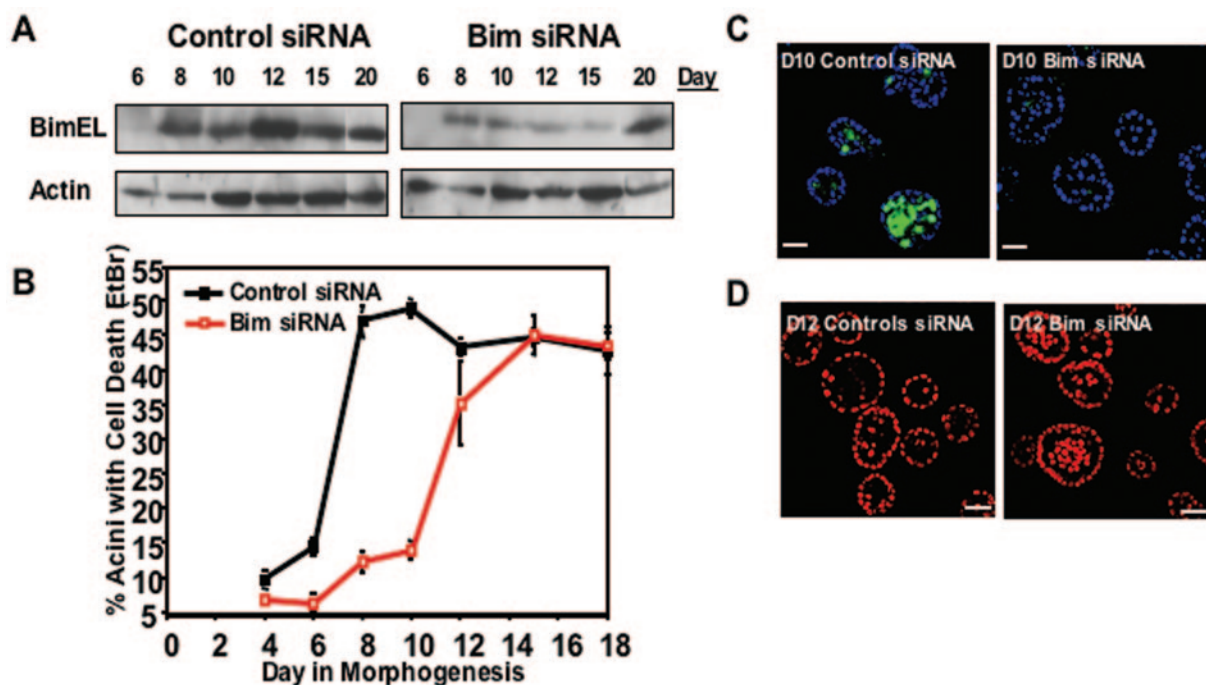 A
Control siRNA
Bim siRNA
6 8 10 12 15 20
6 8 10 12 15 20 Day
BimEL
Actin
B
% Acini with Cell Death EtBr)
55
50
45
40
35
30
25
20
15
10
5
Control siRNA
Bim siRNA
0 2 4 6 8 10 12 14 16 18
Day in Morphogenesis
C
D10 Control siRNA
D10 Bim siRNA
D
D12 Controls siRNA
D12 Bim siRNA